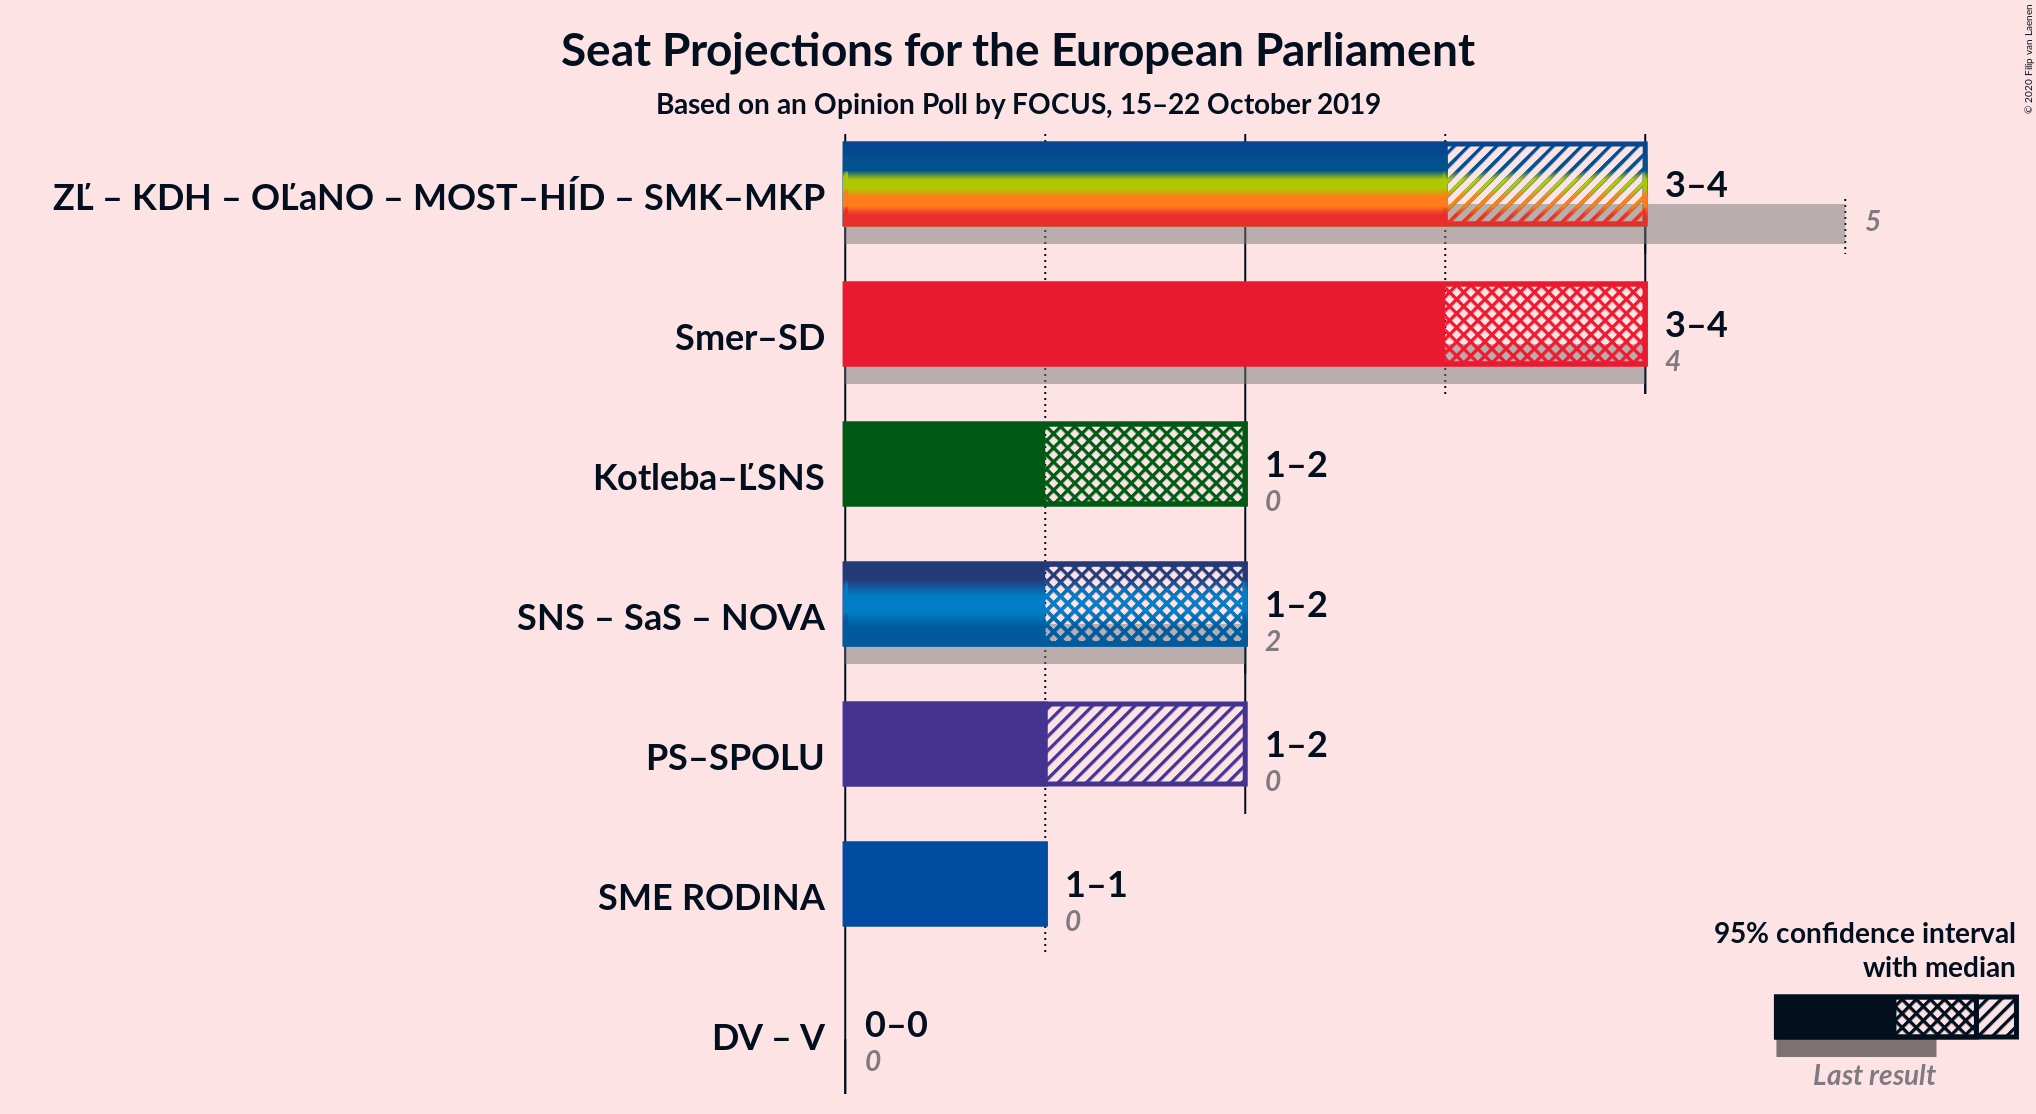 Seat Projections for the European Parliament
Based on an Opinion Poll by FOCUS, 15–22 October 2019
© 2020 Filip van Laenen
ZĽ – KDH – OĽaNO – MOST–HÍD – SMK–MKP
3–4
5
Smer–SD
3–4
4
Kotleba–ĽSNS
1–2
0
SNS – SaS – NOVA
1–2
2
PS–SPOLU
1–2
0
SME RODINA
1–1
0
DV – V
0–0
0
95% confidence interval
with median
Last result